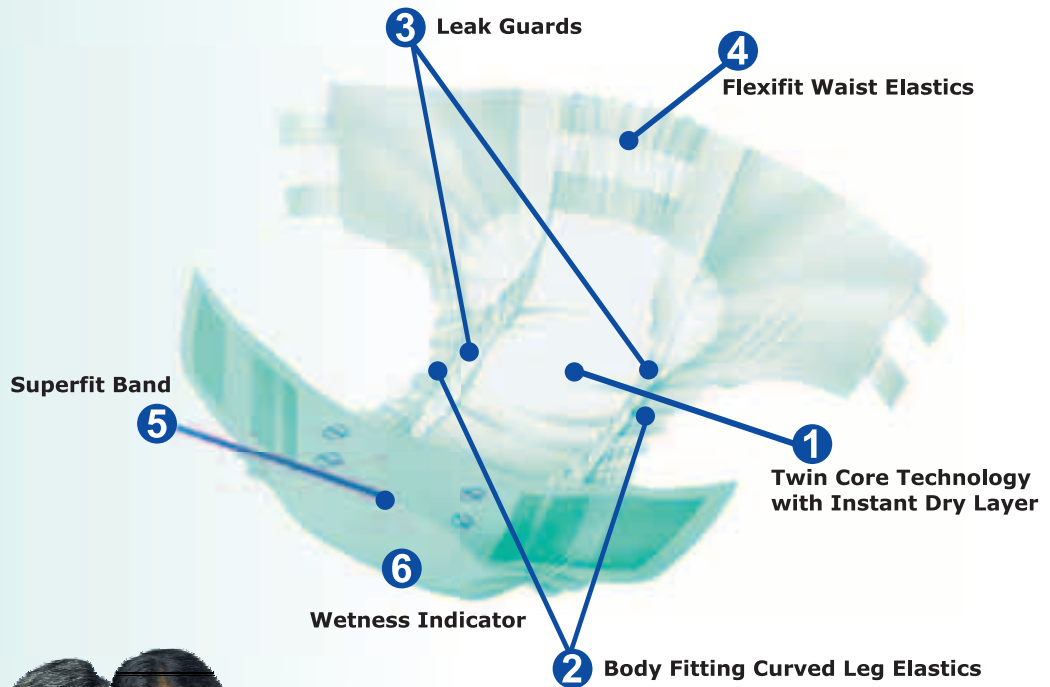 3 Leak Guards
4
Flexifit Waist Elastics
Superfit Band
5
1
Twin Core Technology
with Instant Dry Layer
6
Wetness Indicator
2 Body Fitting Curved Leg Elastics